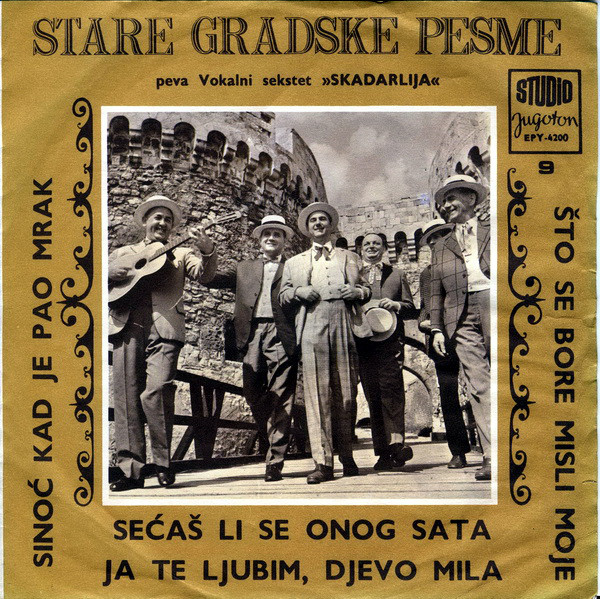 STARE GRADSKE PESME
peva Vokalni sekstet »SKADARLIJA«
STUDIO
Jugoton
EPY-4200
9
SINOĆ KAD JE PAO MRAK
ŠTO SE BORE MISLI MOJE
SEĆAŠ LI SE ONOG SATA
JA TE LJUBIM, DJEVO MILA